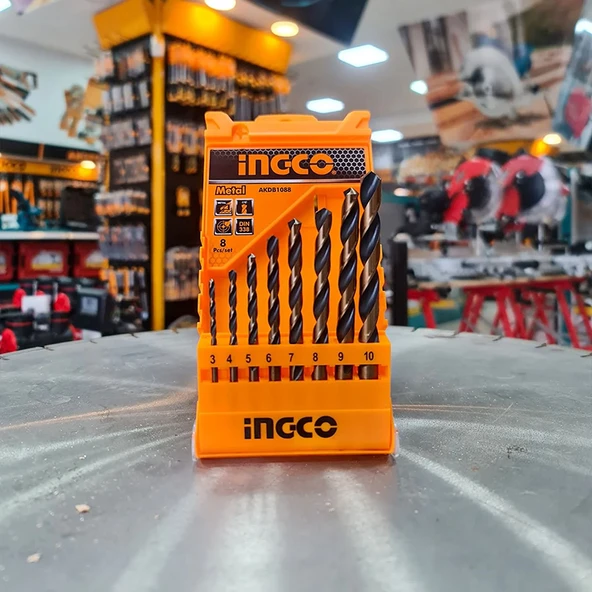 INGCO
Metal
AKDB1088
DIN
338
8
Pcs/set
3 4 5 6 7 8 9 10
INGCO